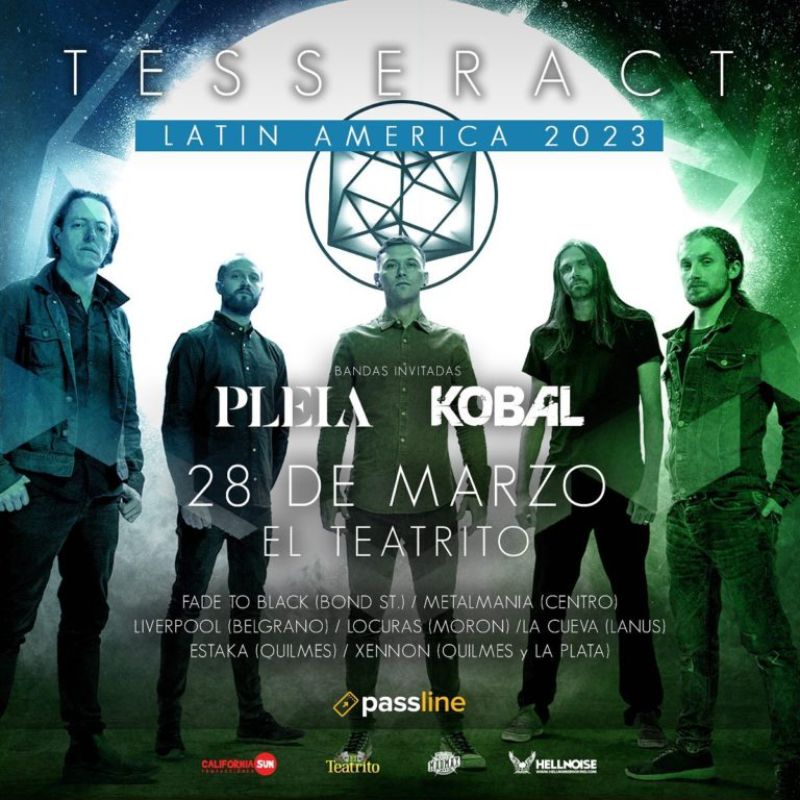 TESSERACT
LATIN AMERICA 2023
BANDAS INVITADAS
PLEIA KOBAL
28 DE MARZO
EL TEATRITO
FADE TO BLACK (BOND ST.) / METALMANIA (CENTRO)
LIVERPOOL (BELGRANO) / LOCURAS (MORON) /LA CUEVA (LANUS)
ESTAKA (QUILMES) / XENNON (QUILMES y LA PLATA)
passline
CALIFORNIA SUN
El Teatrito
HELLNOISE